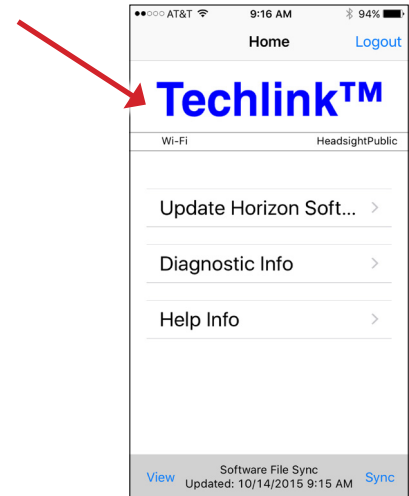 AT&T 9:16 AM 94%
Home Logout
Techlink™
Wi-Fi HeadsightPublic
Update Horizon Soft...
Diagnostic Info
Help Info
Software File Sync
View Updated: 10/14/2015 9:15 AM Sync